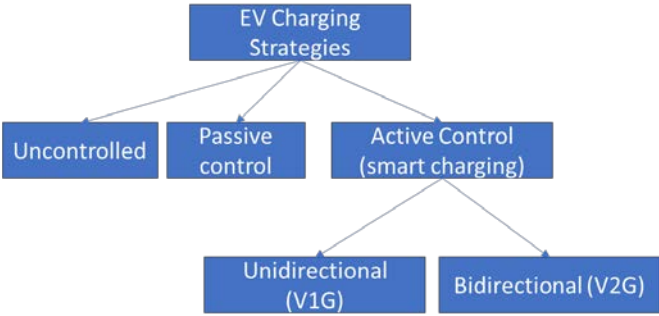 EV Charging
Strategies
Uncontrolled
Passive
control
Active Control
(smart charging)
Unidirectional
(V1G)
Bidirectional (V2G)